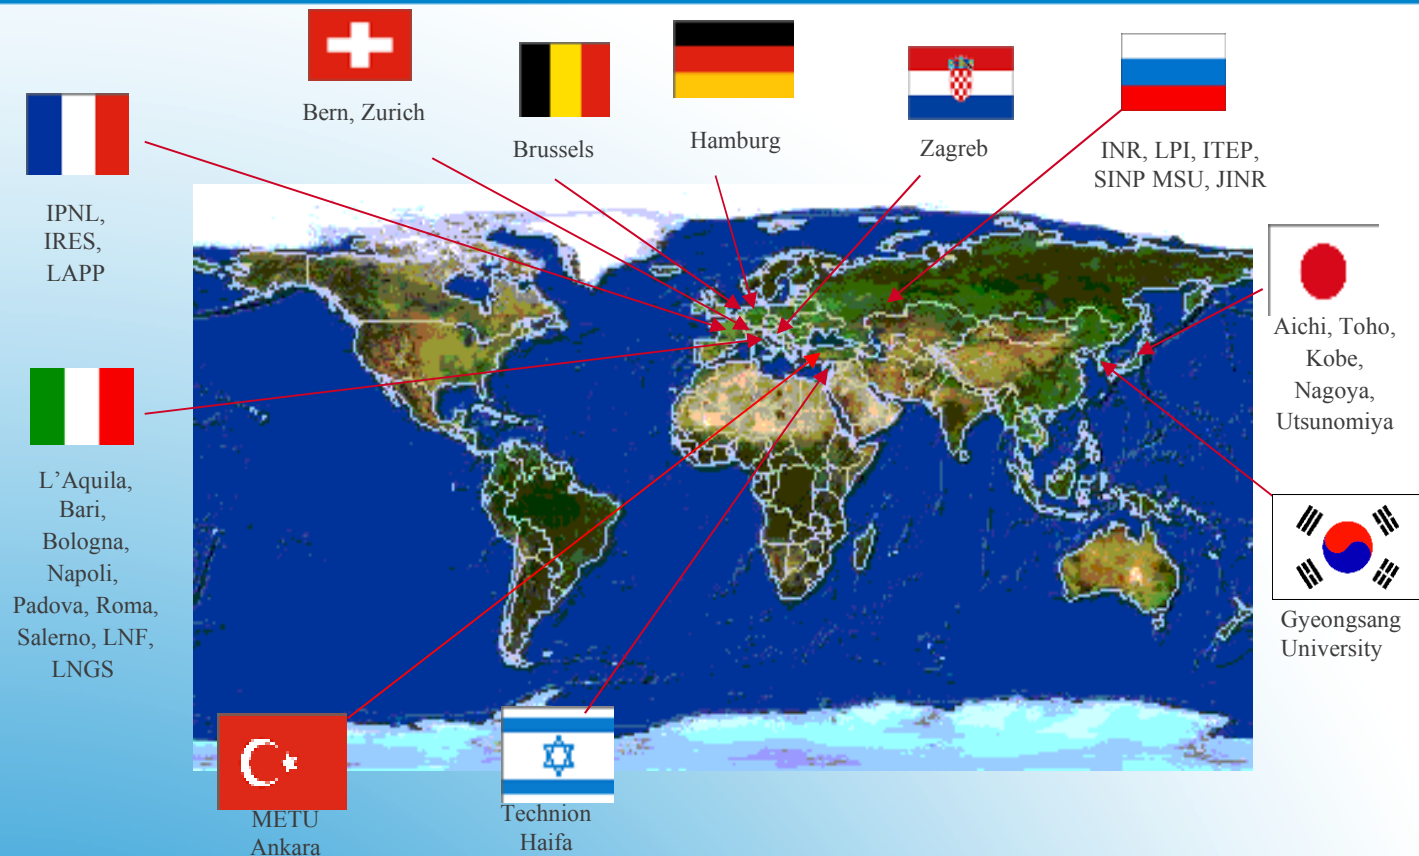 Bern, Zurich
Brussels
Hamburg
Zagreb
INR, LPI, ITEP,
SINP MSU, JINR
IPNL,
IRES,
LAPP
Aichi, Toho,
Kobe,
Nagoya,
Utsunomiya
L’Aquila,
Bari,
Bologna,
Napoli,
Padova, Roma,
Salerno, LNF,
LNGS
Gyeongsang
University
METU
Ankara
Technion
Haifa